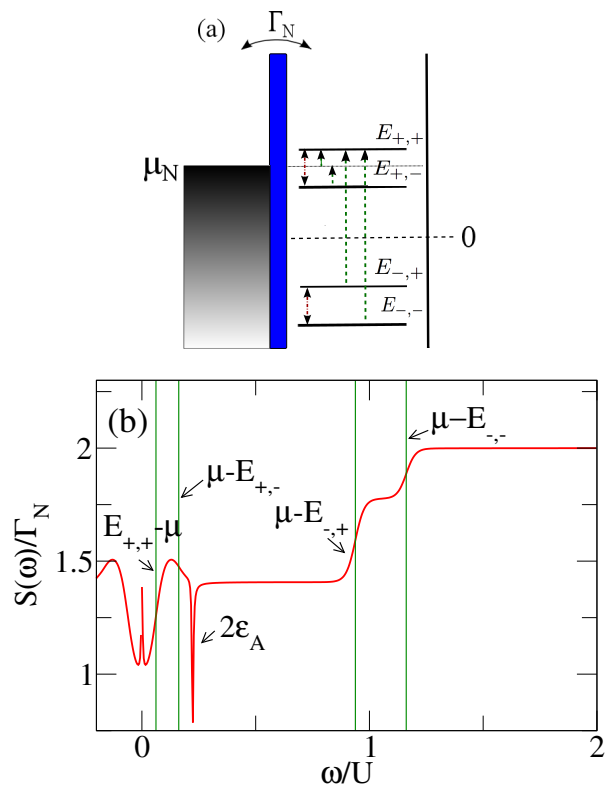 (a)
Γ_N
μ_N
E_{+,+}
E_{+,−}
0
E_{−,+}
E_{−,−}
(b)
μ−E_{-,-}
μ-E_{+,-}
μ-E_{-,+}
E_{+,+}-μ
2ε_A
S(ω)/Γ_N
2
1.5
1
0
1
2
ω/U